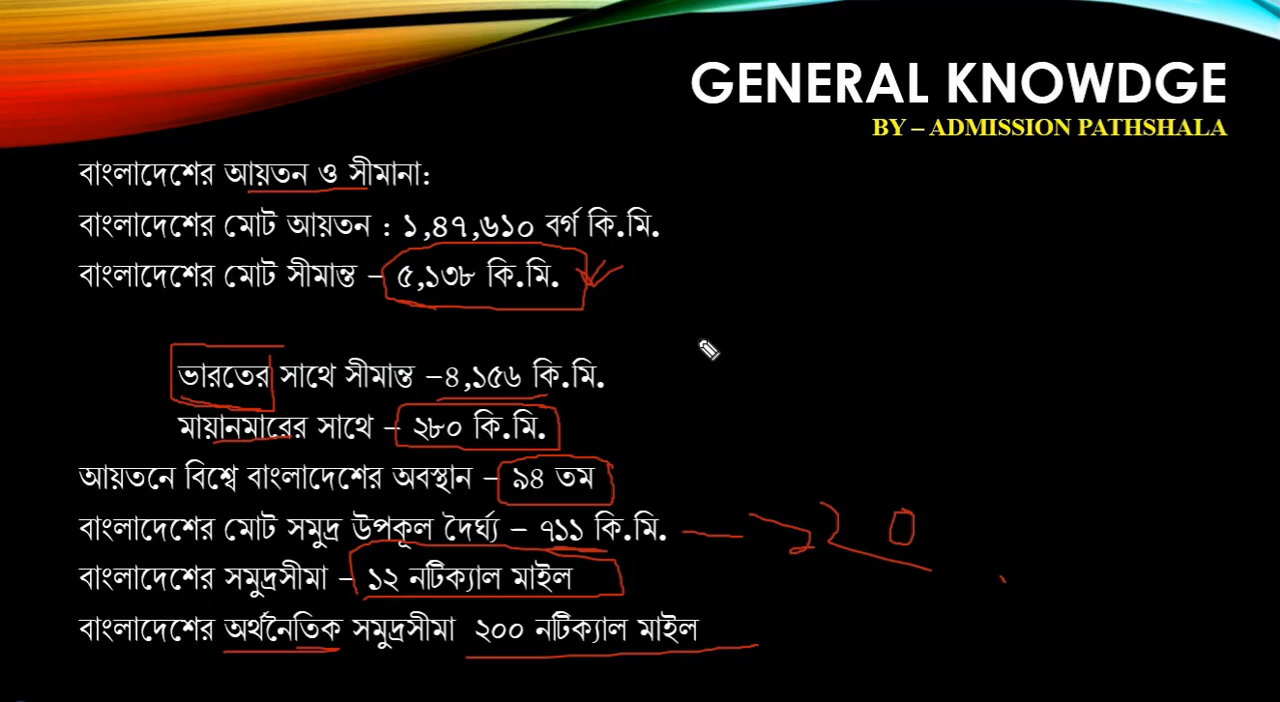 GENERAL KNOWDGE
BY – ADMISSION PATHSHALA
বাংলাদেশের আয়তন ও সীমানা:
বাংলাদেশের মোট আয়তন : ১,৪৭,৬১০ বর্গ কি.মি.
বাংলাদেশের মোট সীমান্ত – ৫,১৩৮ কি.মি.
ভারতের সাথে সীমান্ত –৪,১৫৬ কি.মি.
মায়ানমারের সাথে – ২৮০ কি.মি.
আয়তনে বিশ্বে বাংলাদেশের অবস্থান – ৯৪ তম
বাংলাদেশের মোট সমুদ্র উপকূল দৈর্ঘ্য – ৭১১ কি.মি.
বাংলাদেশের সমুদ্রসীমা – ১২ নটিক্যাল মাইল
বাংলাদেশের অর্থনৈতিক সমুদ্রসীমা ২০০ নটিক্যাল মাইল